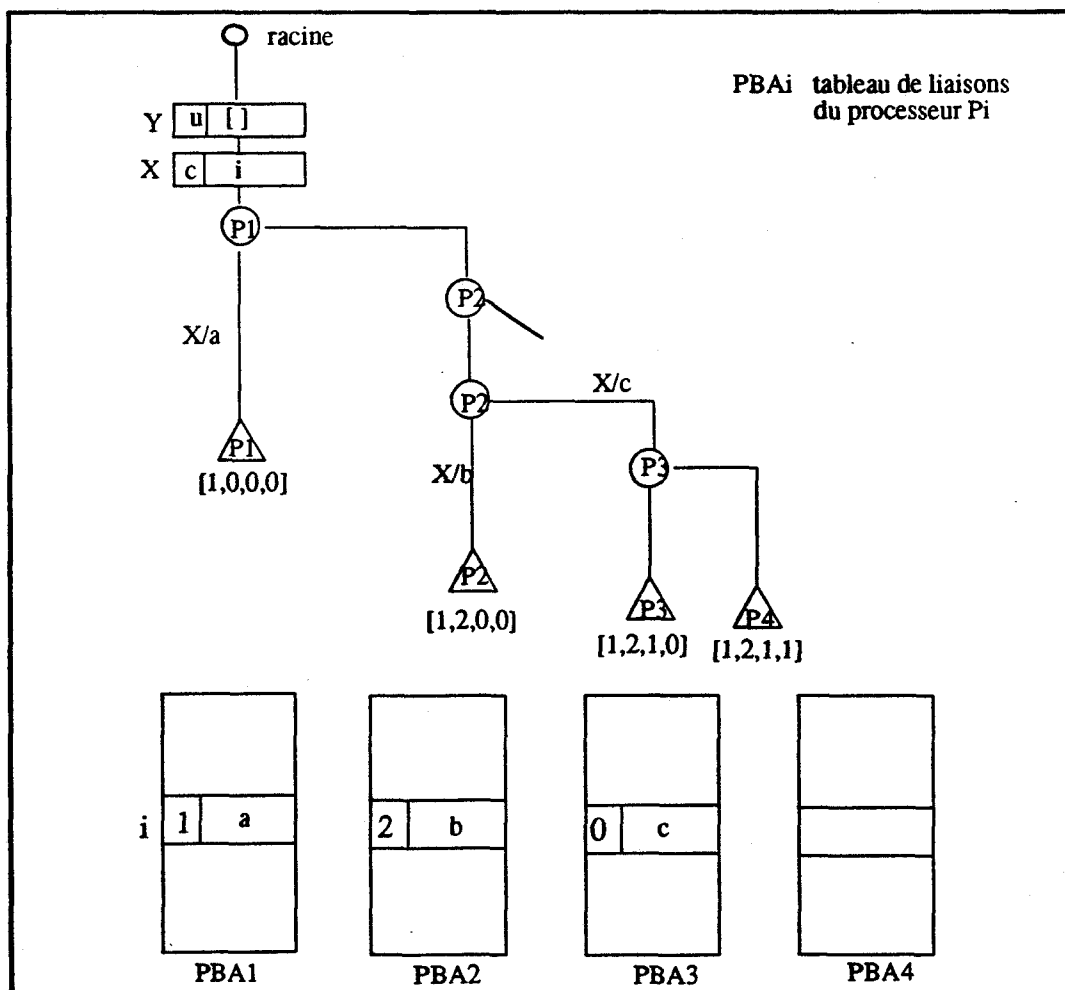 racine
PBAi tableau de liaisons
du processeur Pi
Y u [ ]
X c i
P1
P2
X/a
P2
X/c
P1
[1,0,0,0]
X/b
P3
P2
[1,2,0,0]
P3
P4
[1,2,1,0]
[1,2,1,1]
i 1 a
2 b
0 c
PBA1
PBA2
PBA3
PBA4